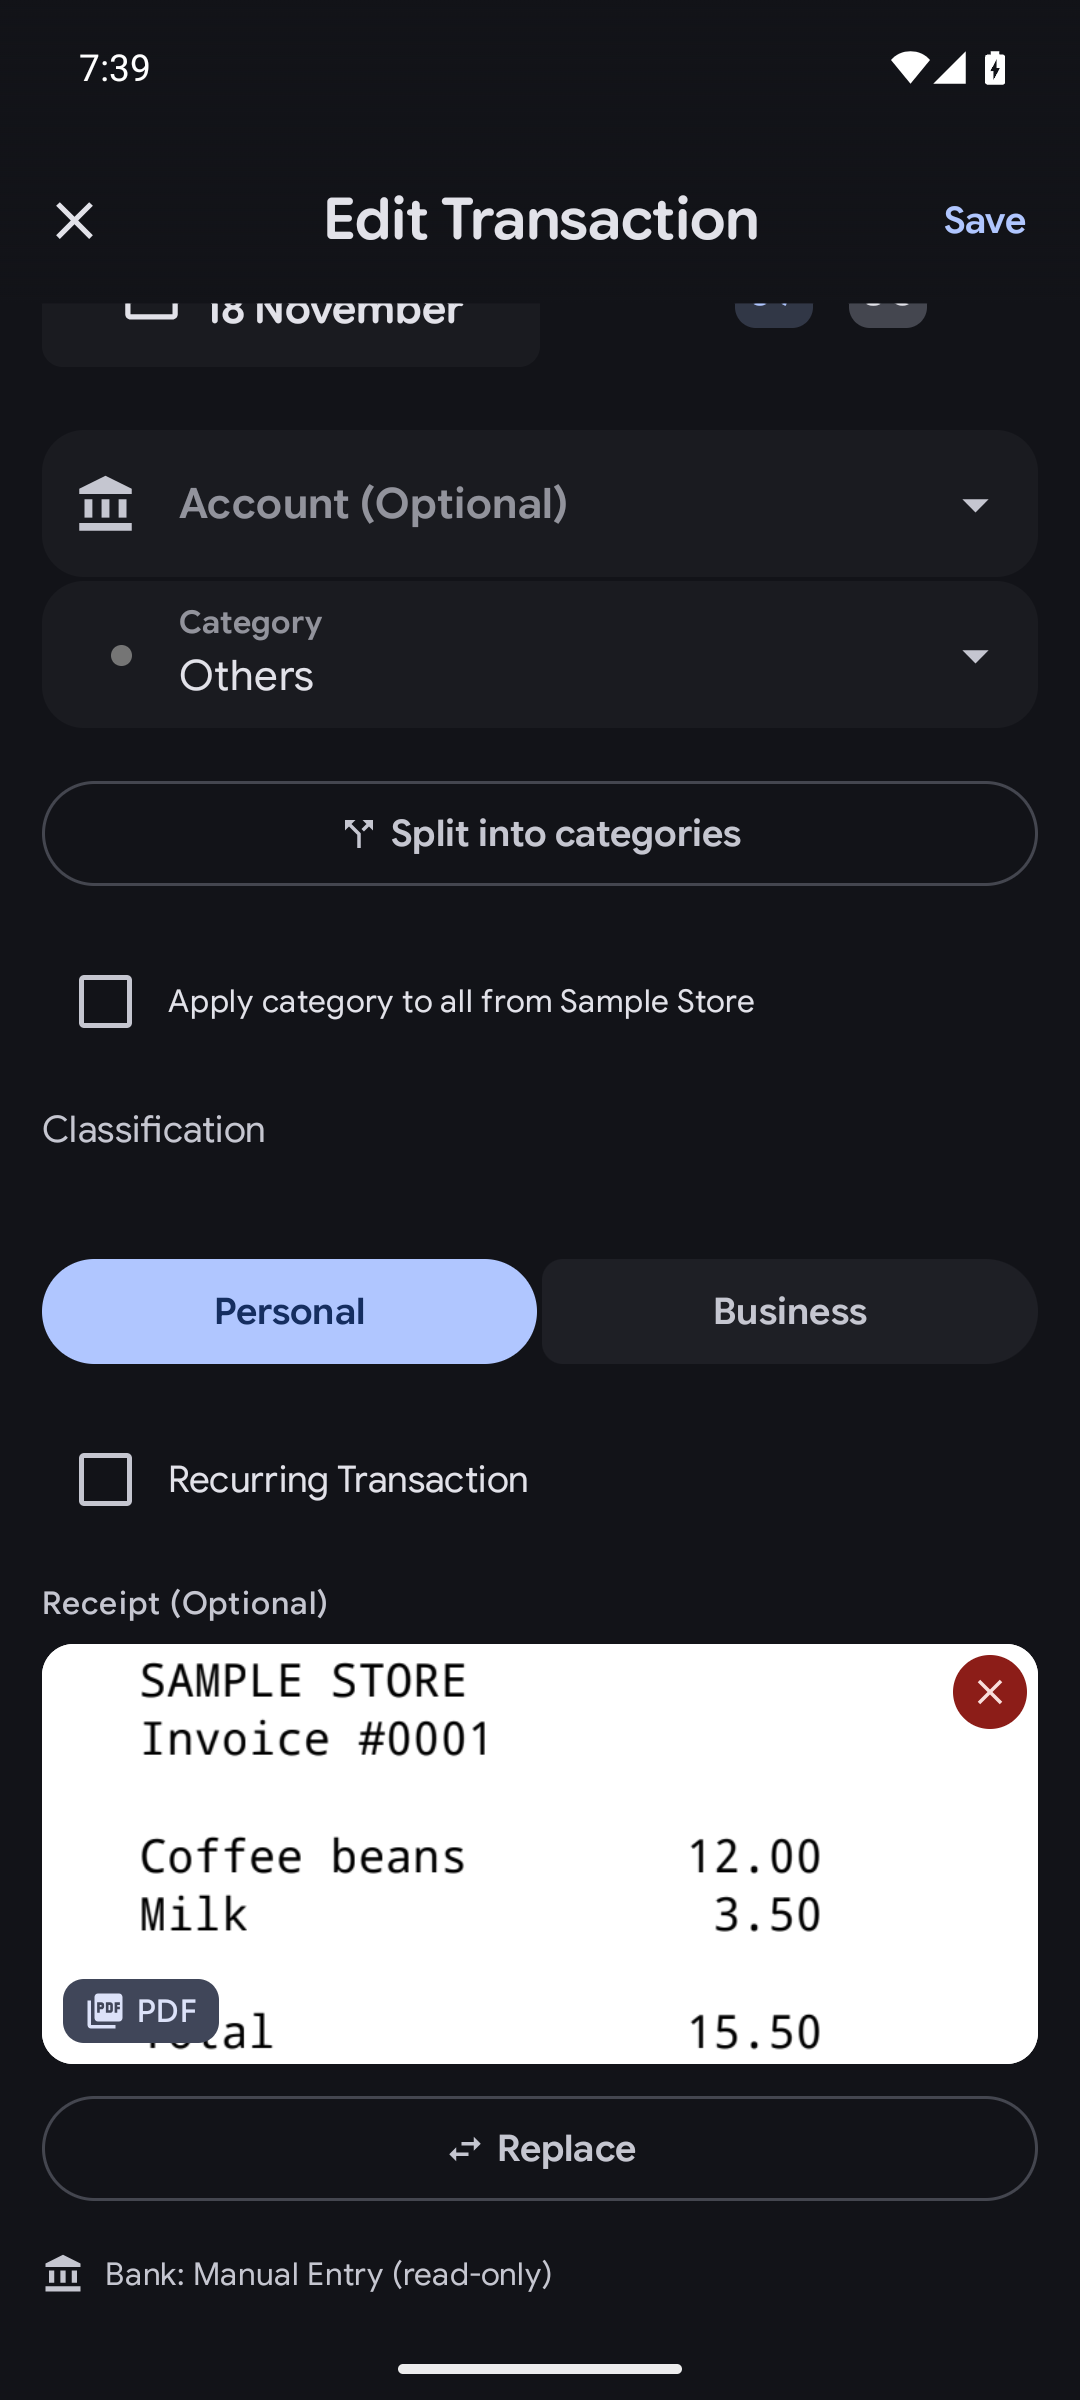 7:39
Edit Transaction
Save
18 November
Account (Optional)
Category
Others
Split into categories
Apply category to all from Sample Store
Classification
Personal
Business
Recurring Transaction
Receipt (Optional)
SAMPLE STORE
Invoice #0001
Coffee beans 12.00
Milk 3.50
PDF
Total 15.50
Replace
Bank: Manual Entry (read-only)